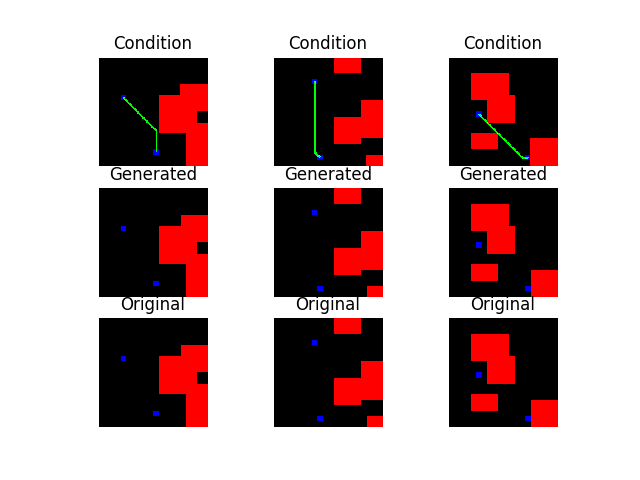 Condition Condition Condition
Generated Generated Generated
Original Original Original